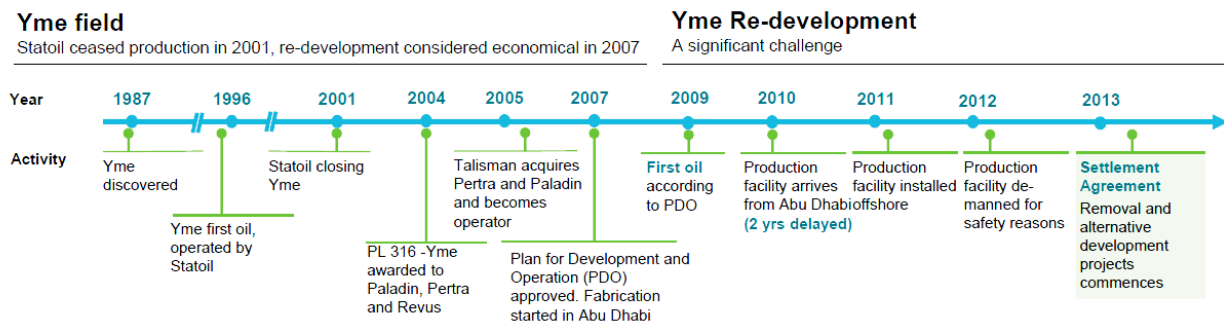 Yme field
Statoil ceased production in 2001, re-development considered economical in 2007
Yme Re-development
A significant challenge
Year
1987
1996
2001
2004
2005
2007
2009
2010
2011
2012
2013
Activity
Yme
discovered
Yme first oil,
operated by
Statoil
Statoil closing
Yme
PL 316 -Yme
awarded to
Paladin, Pertra
and Revus
Talisman acquires
Pertra and Paladin
and becomes
operator
Plan for Development and
Operation (PDO)
approved. Fabrication
started in Abu Dhabi
First oil
according
to PDO
Production
facility arrives
from Abu Dhabi
(2 yrs delayed)
Production
facility installed
offshore
Production
facility de-
manned for
safety reasons
Settlement
Agreement
Removal and
alternative
development
projects
commences